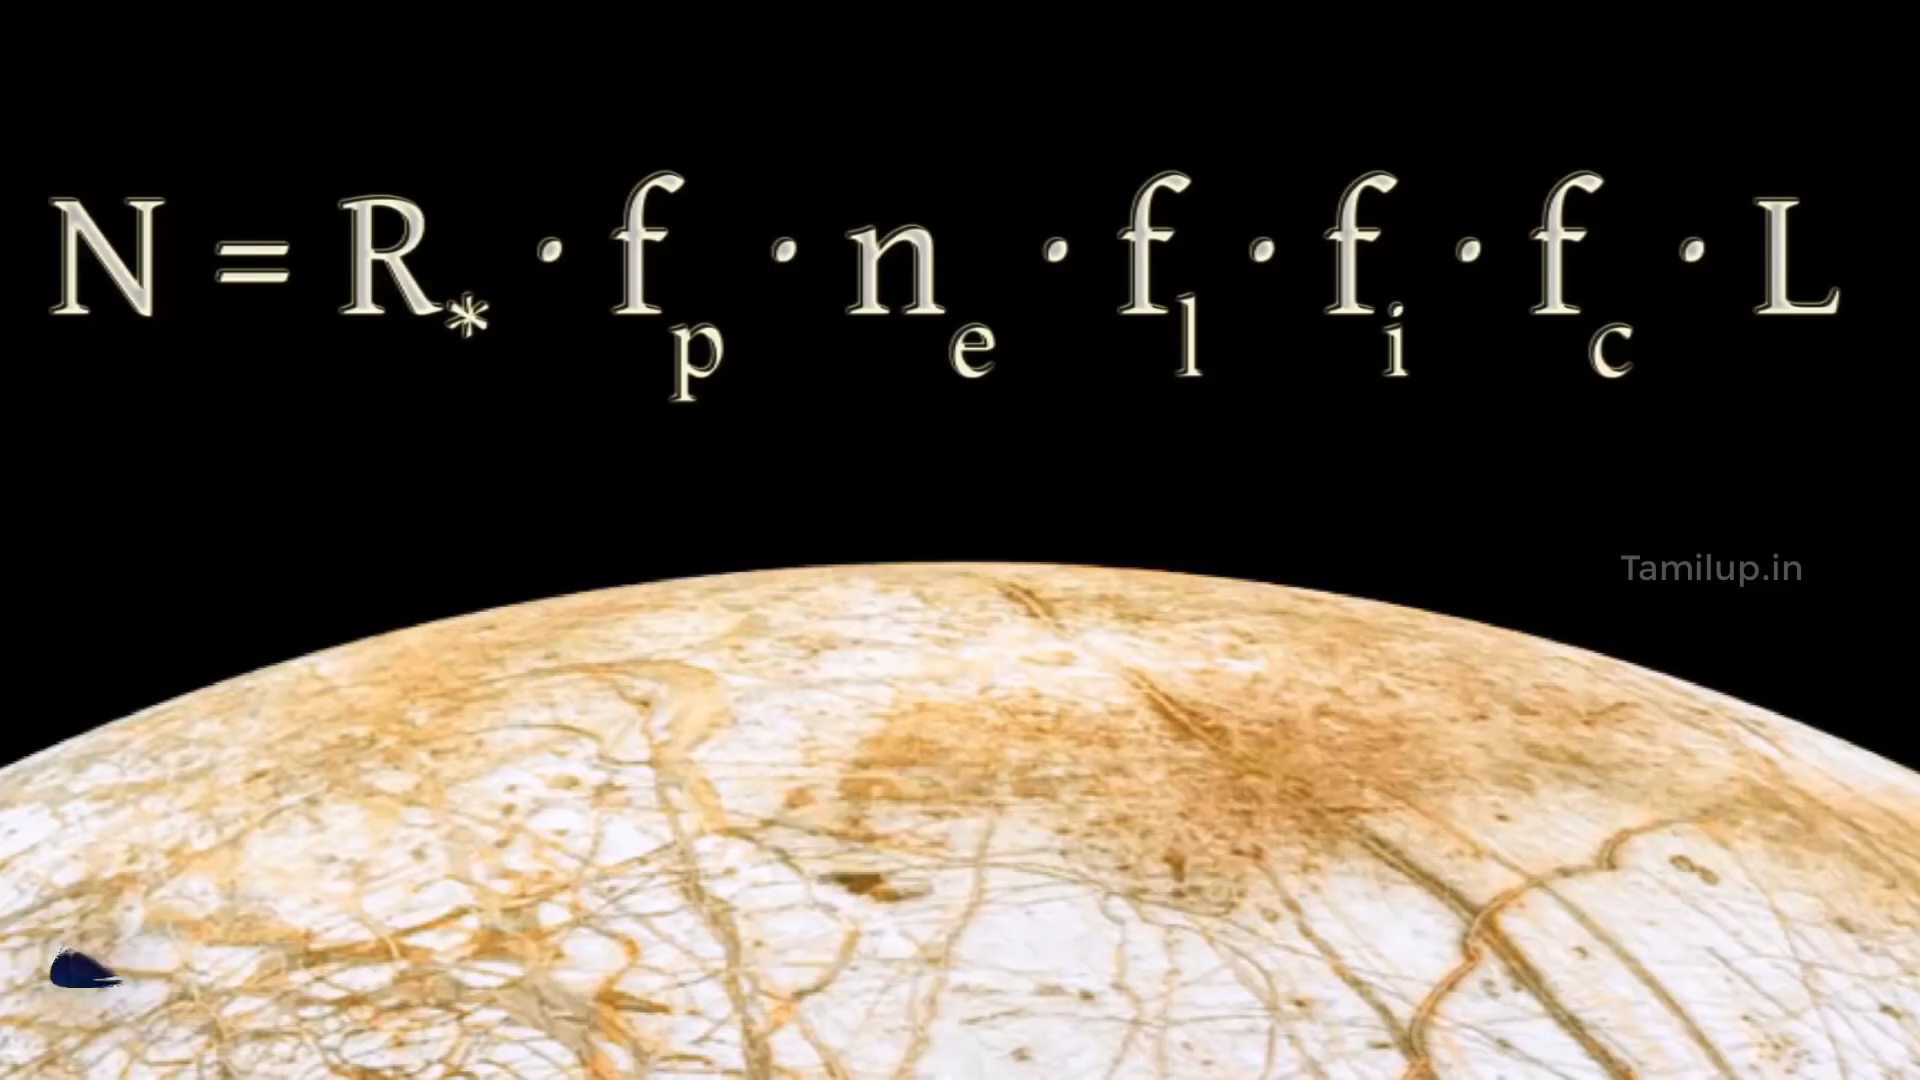 N = R* · fp · ne · fl · fi · fc · L
Tamilup.in